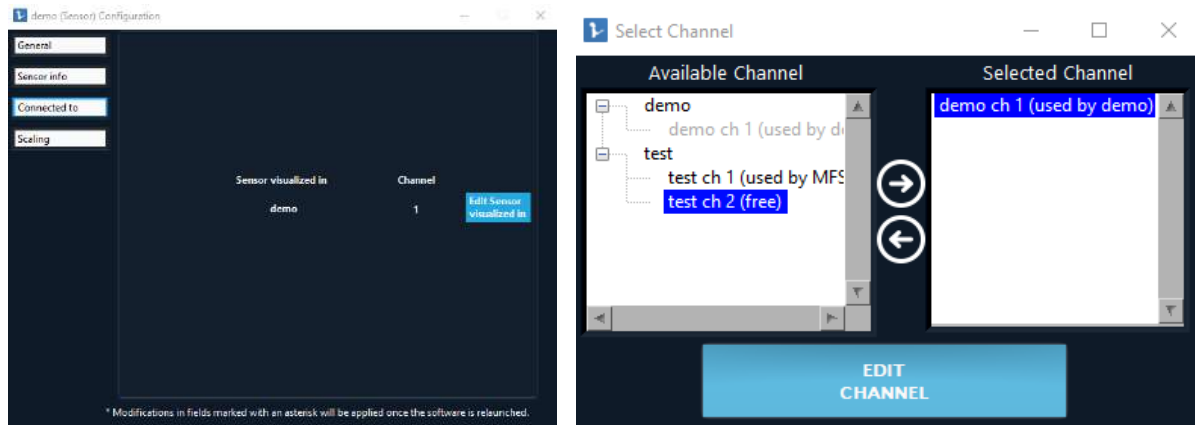 demo (Sensor) Configuration
General
Sensor info
Connected to
Scaling
Sensor visualized in Channel
demo 1
Edit Sensor
visualized in
* Modifications in fields marked with an asterisk will be applied once the software is relaunched.
Select Channel
Available Channel
demo
demo ch 1 (used by d
test
test ch 1 (used by MFS
test ch 2 (free)
Selected Channel
demo ch 1 (used by demo)
EDIT
CHANNEL